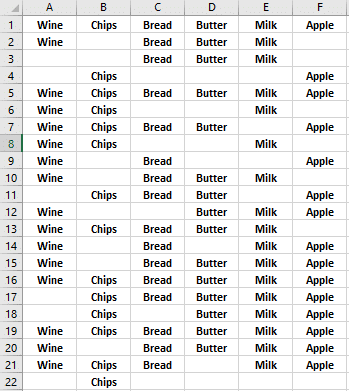 A B C D E F
1 Wine Chips Bread Butter Milk Apple
2 Wine Bread Butter Milk
3 Bread Butter Milk
4 Chips Apple
5 Wine Chips Bread Butter Milk Apple
6 Wine Chips Milk
7 Wine Chips Bread Butter Apple
8 Wine Chips Milk
9 Wine Bread Apple
10 Wine Bread Butter Milk
11 Chips Bread Butter Apple
12 Wine Butter Milk Apple
13 Wine Chips Bread Butter Milk
14 Wine Bread Milk Apple
15 Wine Bread Butter Milk Apple
16 Wine Chips Bread Butter Milk Apple
17 Chips Bread Butter Milk Apple
18 Chips Butter Milk Apple
19 Wine Chips Bread Butter Milk Apple
20 Wine Bread Butter Milk Apple
21 Wine Chips Bread Milk Apple
22 Chips